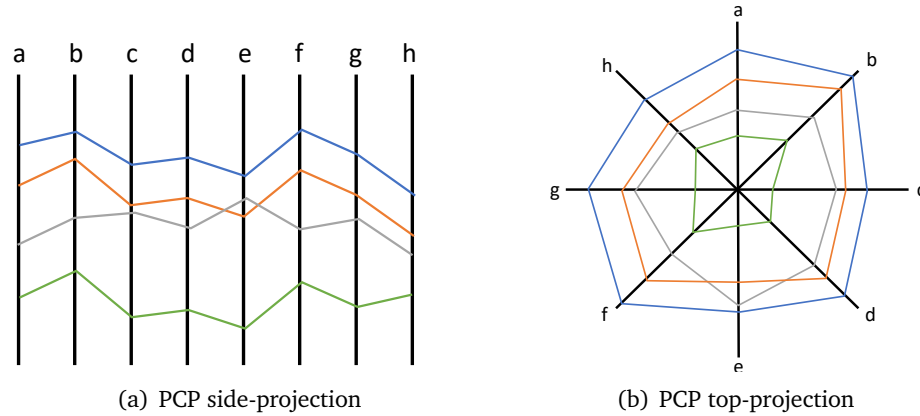 a b c d e f g h
a
h b
g c
f d
e
(a) PCP side-projection
(b) PCP top-projection